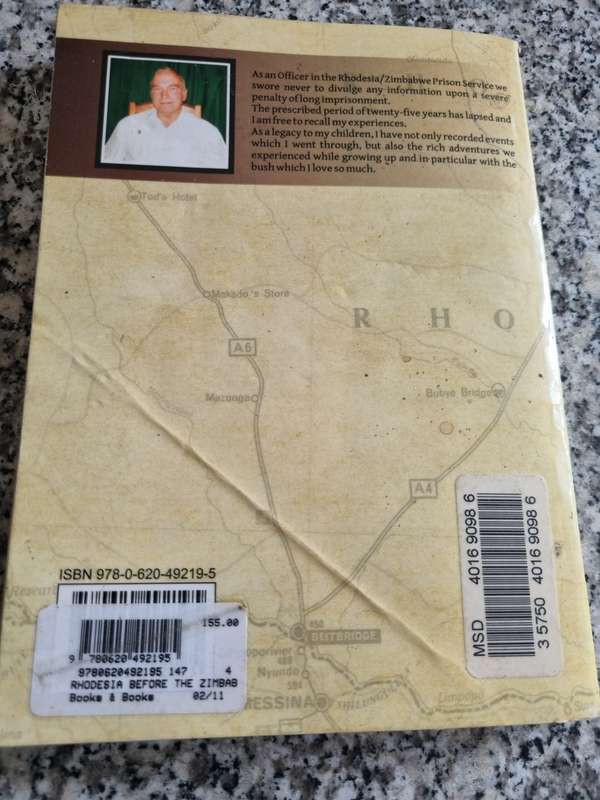 As an Officer in the Rhodesia/Zimbabwe Prison Service we
swore never to divulge any information upon a severe
penalty of long imprisonment.
The prescribed period of twenty-five years has lapsed and
I am free to recall my experiences.
As a legacy to my children, I have not only recorded events
which I went through, but also the rich adventures we
experienced while growing up and in particular with the
bush which I love so much.
Tod's Hotel
Makado's Store
R H O
A6
Mazunga
Bubye Bridge
A4
MSD 4016 9098 6
3 5750 4016 9098 6
ISBN 978-0-620-49219-5
155.00
9 780620 492195
9780620492195 147 4
RHODESIA BEFORE THE ZIMBAB
Books & Books 02/11
BEITBRIDGE
Nyundo
ESSINA
Limpopo